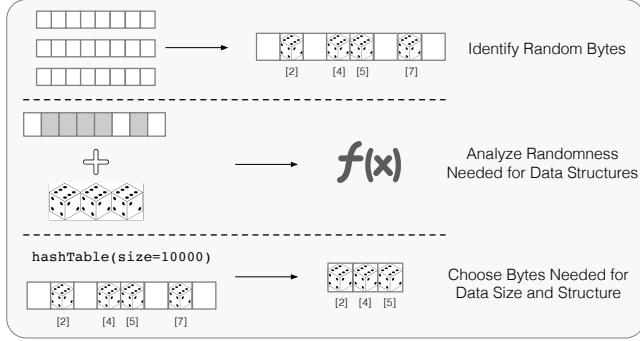 Identify Random Bytes
[2] [4] [5] [7]
f(x)
Analyze Randomness
Needed for Data Structures
hashTable(size=10000)
[2] [4] [5] [7]
[2] [4] [5]
Choose Bytes Needed for
Data Size and Structure